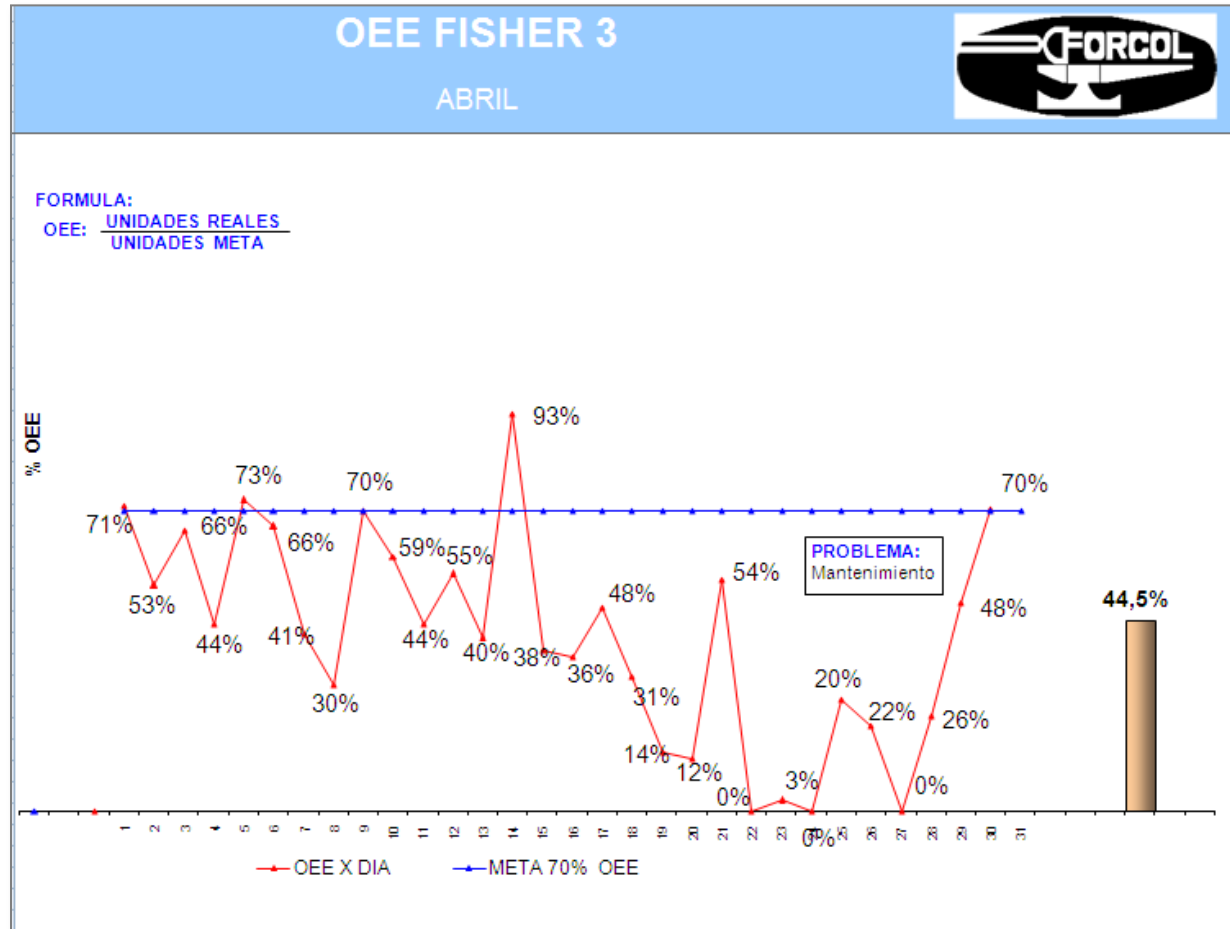 OEE FISHER 3
ABRIL
FORCOL
FORMULA:
OEE: UNIDADES REALES
UNIDADES META
% OEE
71%
53%
66%
44%
73%
66%
41%
30%
70%
59%
44%
55%
40%
93%
38%
36%
48%
31%
14%
12%
54%
0%
3%
0%
20%
22%
0%
26%
48%
70%
PROBLEMA:
Mantenimiento
44,5%
1 2 3 4 5 6 7 8 9 10 11 12 13 14 15 16 17 18 19 20 21 22 23 24 25 26 27 28 29 30 31
OEE X DIA
META 70% OEE